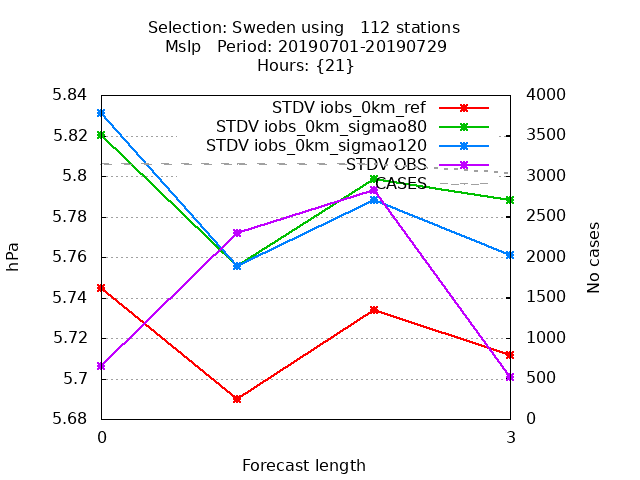 Selection: Sweden using   112 stations
Mslp   Period: 20190701-20190729
Hours: {21}
5.84
5.82
5.8
5.78
5.76
5.74
5.72
5.7
5.68
hPa
STDV iobs_0km_ref
STDV iobs_0km_sigmao80
STDV iobs_0km_sigmao120
STDV OBS
CASES
4000
3500
3000
2500
2000
1500
1000
500
0
No cases
0
3
Forecast length